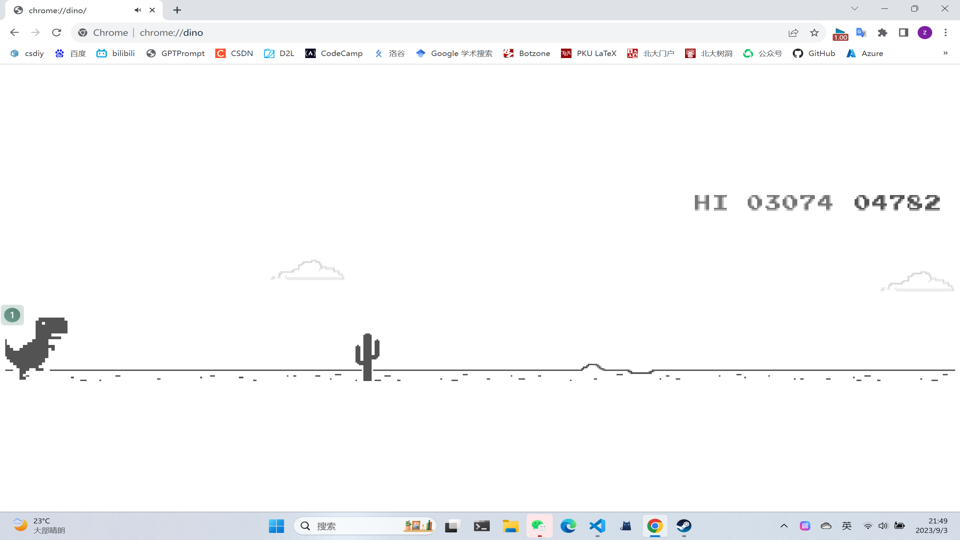 chrome://dino/
Chrome | chrome://dino
1.00
z
csdiy 百度 bilibili GPTPrompt CSDN D2L CodeCamp 洛谷 Google 学术搜索 Botzone PKU LaTeX 北大门户 北大树洞 公众号 GitHub Azure »
HI 03074 04782
1
23°C
大部晴朗
搜索
英
21:49
2023/9/3